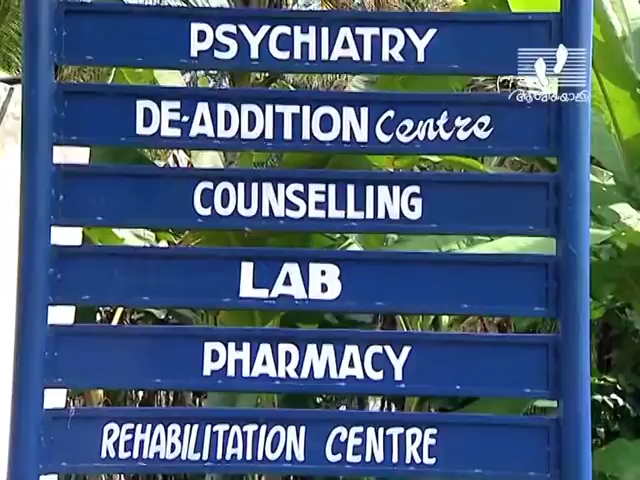 PSYCHIATRY
DE-ADDITION Centre
COUNSELLING
LAB
PHARMACY
REHABILITATION CENTRE